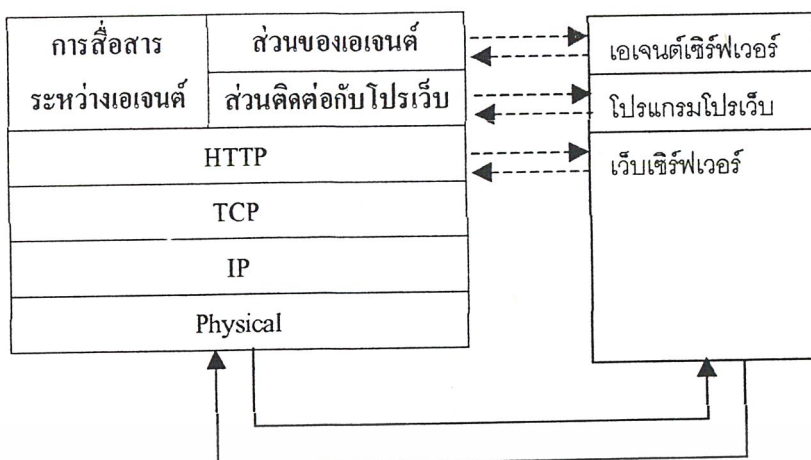 การสื่อสาร
ระหว่างเอเจนต์
ส่วนของเอเจนต์
ส่วนติดต่อกับโปรเว็บ
HTTP
TCP
IP
Physical
เอเจนต์เซิร์ฟเวอร์
โปรแกรมโปรเว็บ
เว็บเซิร์ฟเวอร์